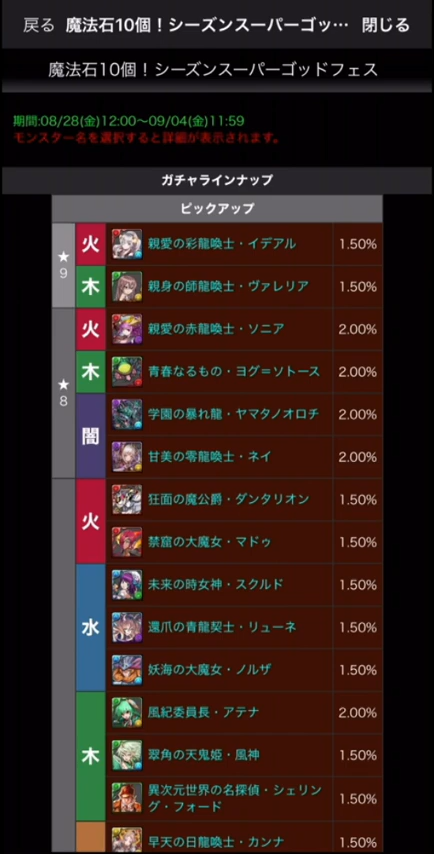 戻る 魔法石10個！シーズンスーパーゴッ… 閉じる
魔法石10個！シーズンスーパーゴッドフェス
期間:08/28(金)12:00〜09/04(金)11:59
モンスター名を選択すると詳細が表示されます。
ガチャラインナップ
ピックアップ
★9
火 親愛の彩龍喚士・イデアル 1.50%
木 親身の師龍喚士・ヴァレリア 1.50%
★8
火 親愛の赤龍喚士・ソニア 2.00%
木 青春なるもの・ヨグ=ソトース 2.00%
闇
学園の暴れ龍・ヤマタノオロチ 2.00%
甘美の零龍喚士・ネイ 2.00%
火
狂面の魔公爵・ダンタリオン 1.50%
禁窟の大魔女・マドゥ 1.50%
水
未来の時女神・スクルド 1.50%
還爪の青龍契士・リューネ 1.50%
妖海の大魔女・ノルザ 1.50%
木
風紀委員長・アテナ 2.00%
翠角の天鬼姫・風神 1.50%
異次元世界の名探偵・シェリン
グ・フォード 1.50%
早天の日龍喚士・カンナ 1.50%